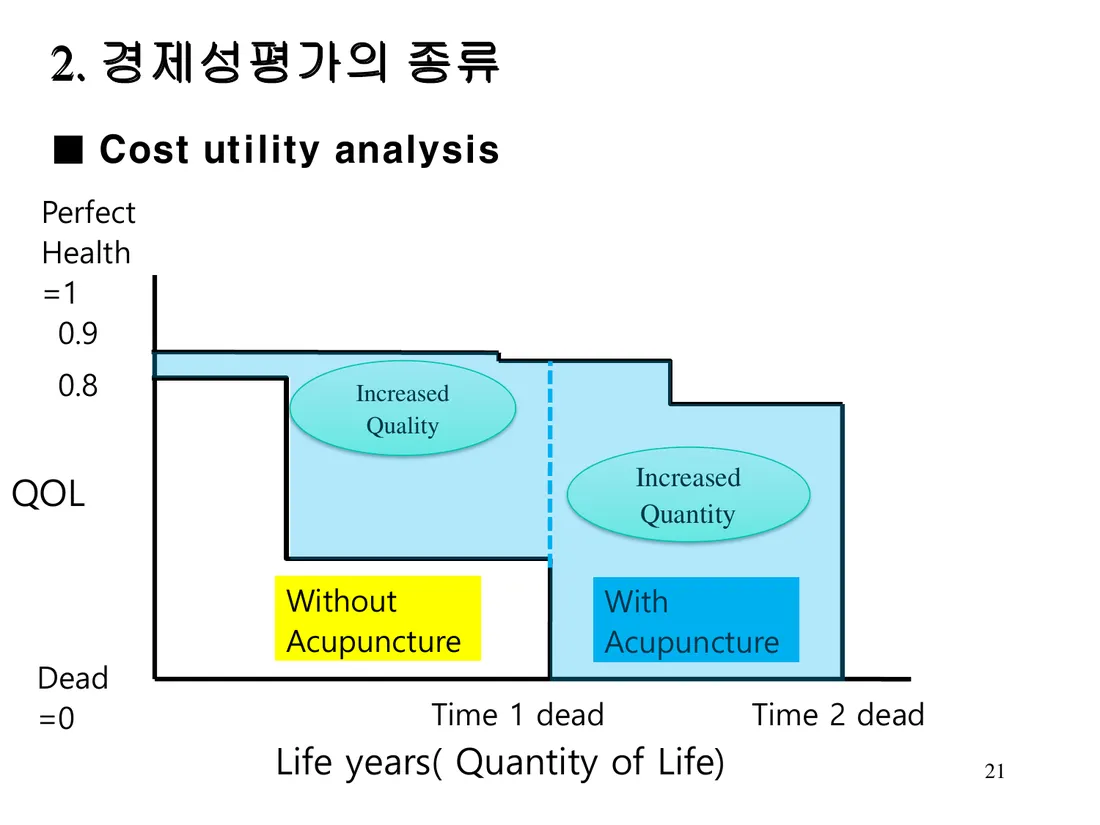 2. 경제성평가의 종류
■ Cost utility analysis
Perfect
Health
=1
0.9
0.8
QOL
Increased
Quality
Increased
Quantity
Without
Acupuncture
With
Acupuncture
Dead
=0
Time 1 dead
Time 2 dead
Life years( Quantity of Life)
21